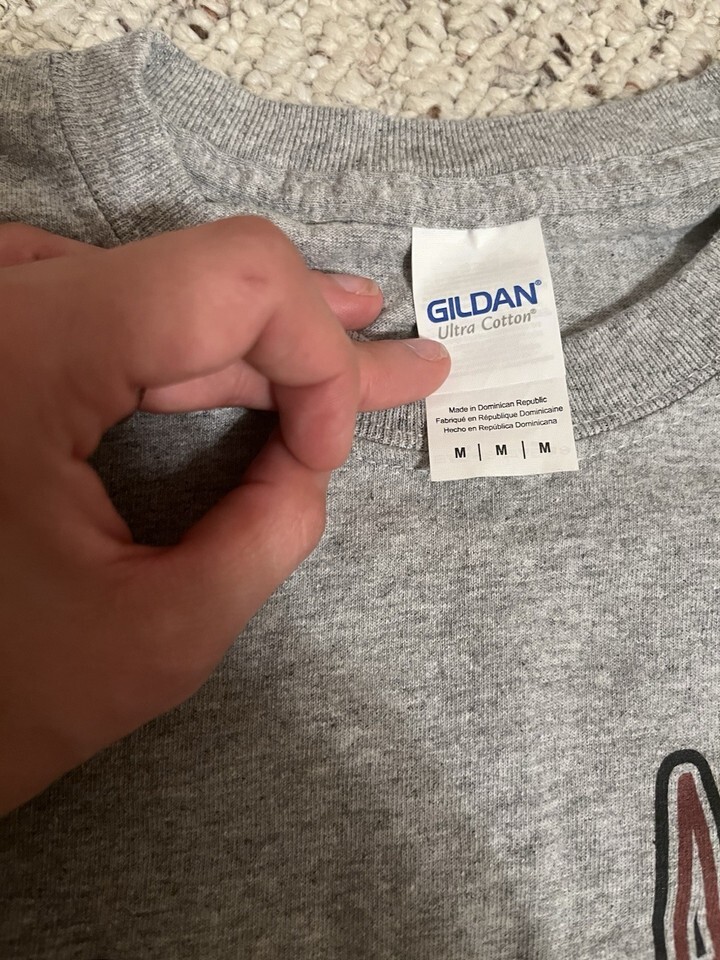 GILDAN®
Ultra Cotton®
Made in Dominican Republic
Fabriqué en République Dominicaine
Hecho en República Dominicana
M | M | M